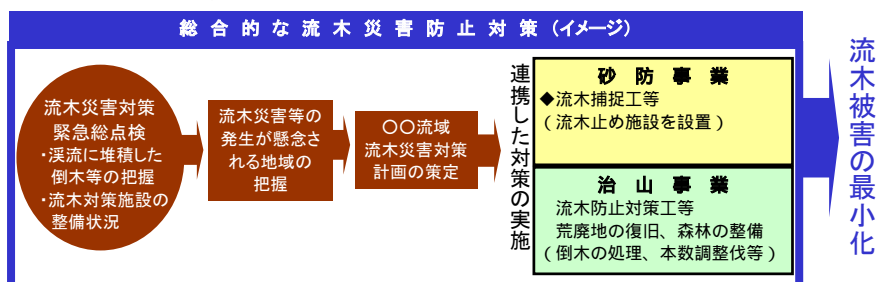 総合的な流木災害防止対策（イメージ）
流木災害対策
緊急総点検
・渓流に堆積した
倒木等の把握
・流木対策施設の
整備状況
流木災害等の
発生が懸念さ
れる地域の
把握
〇〇流域
流木災害対策
計画の策定
連携した対策の実施
砂防事業
◆流木捕捉工等
（流木止め施設を設置）
治山事業
流木防止対策工等
荒廃地の復旧、森林の整備
（倒木の処理、本数調整伐等）
流木被害の最小化